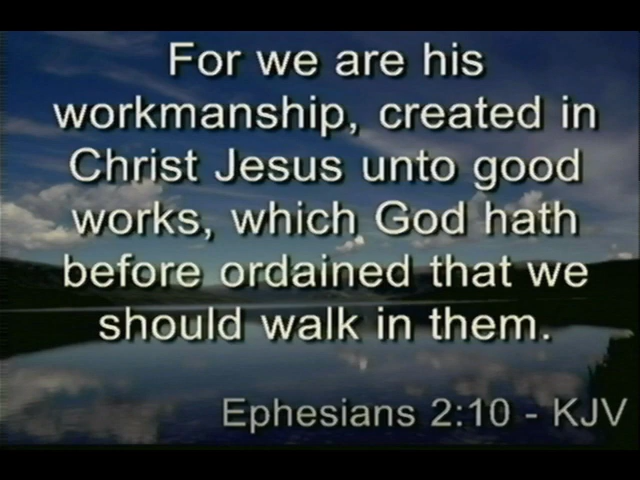 For we are his
workmanship, created in
Christ Jesus unto good
works, which God hath
before ordained that we
should walk in them.
Ephesians 2:10 - KJV